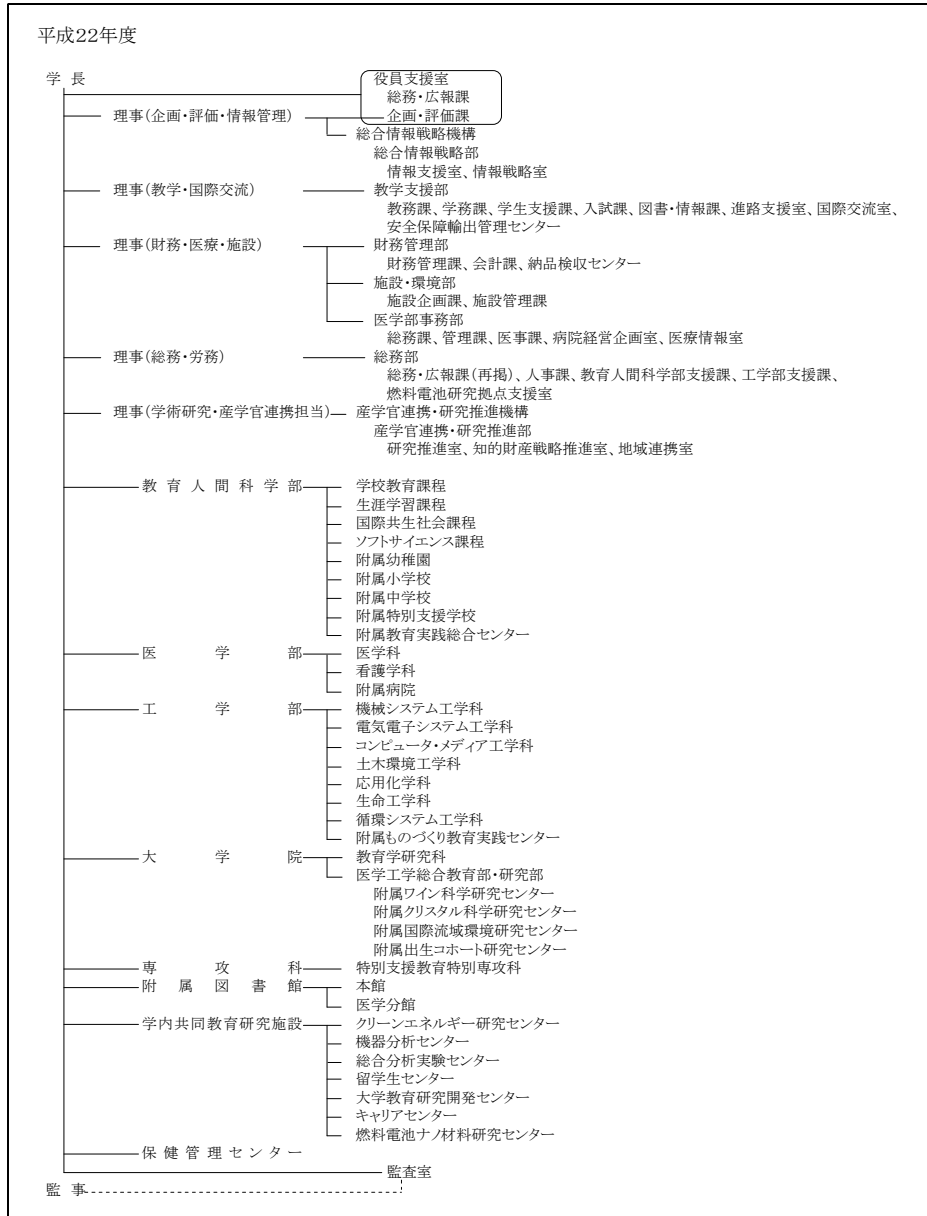 平成22年度
学 長
役員支援室
総務・広報課
理事(企画・評価・情報管理)
企画・評価課
総合情報戦略機構
総合情報戦略部
情報支援室、情報戦略室
理事(教学・国際交流)
教学支援部
教務課、学務課、学生支援課、入試課、図書・情報課、進路支援室、国際交流室、
安全保障輸出管理センター
理事(財務・医療・施設)
財務管理部
財務管理課、会計課、納品検収センター
施設・環境部
施設企画課、施設管理課
医学部事務部
総務課、管理課、医事課、病院経営企画室、医療情報室
理事(総務・労務)
総務部
総務・広報課(再掲)、人事課、教育人間科学部支援課、工学部支援課、
燃料電池研究拠点支援室
理事(学術研究・産学官連携担当)
産学官連携・研究推進機構
産学官連携・研究推進部
研究推進室、知的財産戦略推進室、地域連携室
教育人間科学部
学校教育課程
生涯学習課程
国際共生社会課程
ソフトサイエンス課程
附属幼稚園
附属小学校
附属中学校
附属特別支援学校
附属教育実践総合センター
医学部
医学科
看護学科
附属病院
工学部
機械システム工学科
電気電子システム工学科
コンピュータ・メディア工学科
土木環境工学科
応用化学科
生命工学科
循環システム工学科
附属ものづくり教育実践センター
大学院
教育学研究科
医学工学総合教育部・研究部
附属ワイン科学研究センター
附属クリスタル科学研究センター
附属国際流域環境研究センター
附属出生コホート研究センター
専攻科
特別支援教育特別専攻科
附属図書館
本館
医学分館
学内共同教育研究施設
クリーンエネルギー研究センター
機器分析センター
総合分析実験センター
留学生センター
大学教育研究開発センター
キャリアセンター
燃料電池ナノ材料研究センター
保健管理センター
監査室
監 事